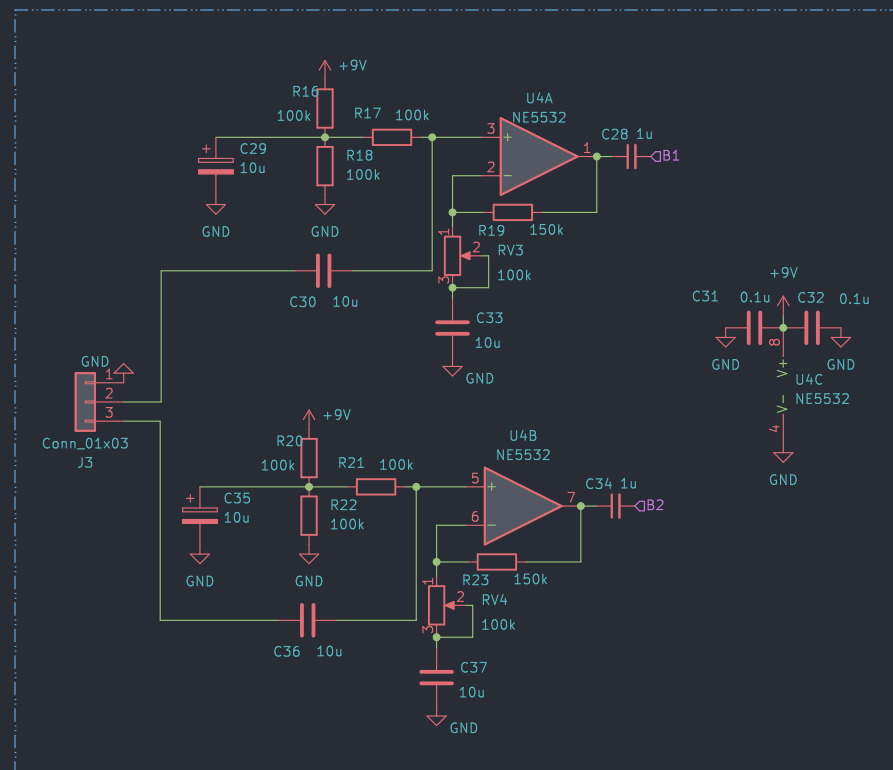 +9V
R16
100k
R17 100k
U4A
NE5532
C29
10u
+
R18
100k
3
+
2
−
1
C28 1u
B1
GND
GND
R19 150k
1
2
3
RV3
100k
C30 10u
C33
10u
GND
+9V
C31 0.1u
C32 0.1u
GND
GND
8
V+
U4C
NE5532
V−
4
GND
GND
1
2
3
Conn_01x03
J3
+9V
R20
100k
R21 100k
U4B
NE5532
C35
10u
+
R22
100k
5
+
6
−
7
C34 1u
B2
GND
GND
R23 150k
1
2
3
RV4
100k
C36 10u
C37
10u
GND